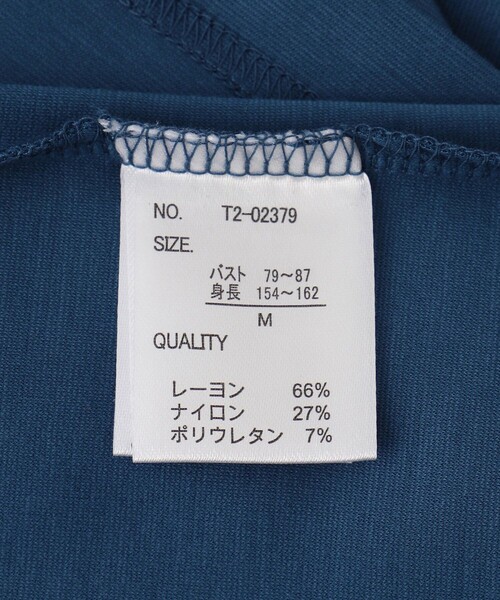 NO. T2-02379
SIZE.
バスト 79～87
身長 154～162
M
QUALITY
レーヨン 66%
ナイロン 27%
ポリウレタン 7%